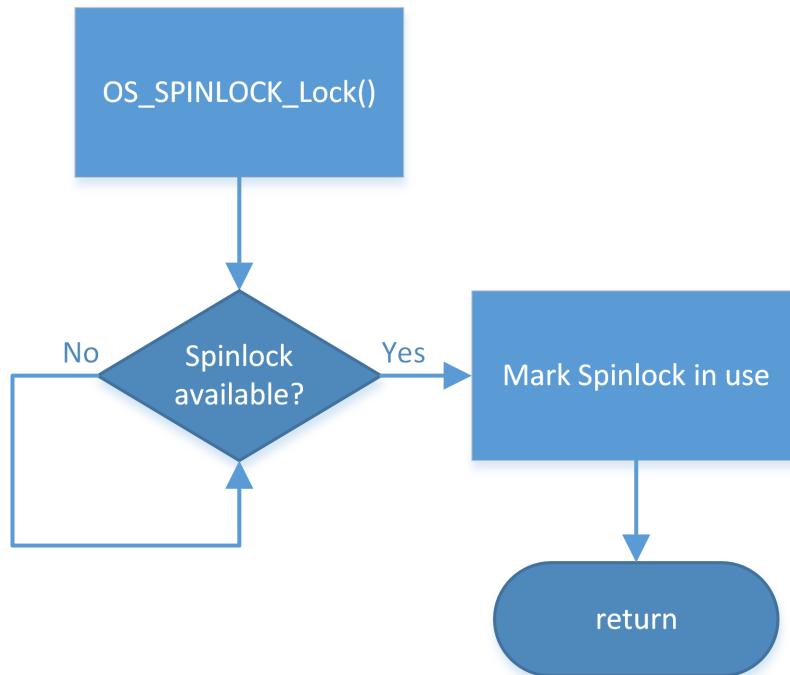 OS_SPINLOCK_Lock()
No
Spinlock
available?
Yes
Mark Spinlock in use
return